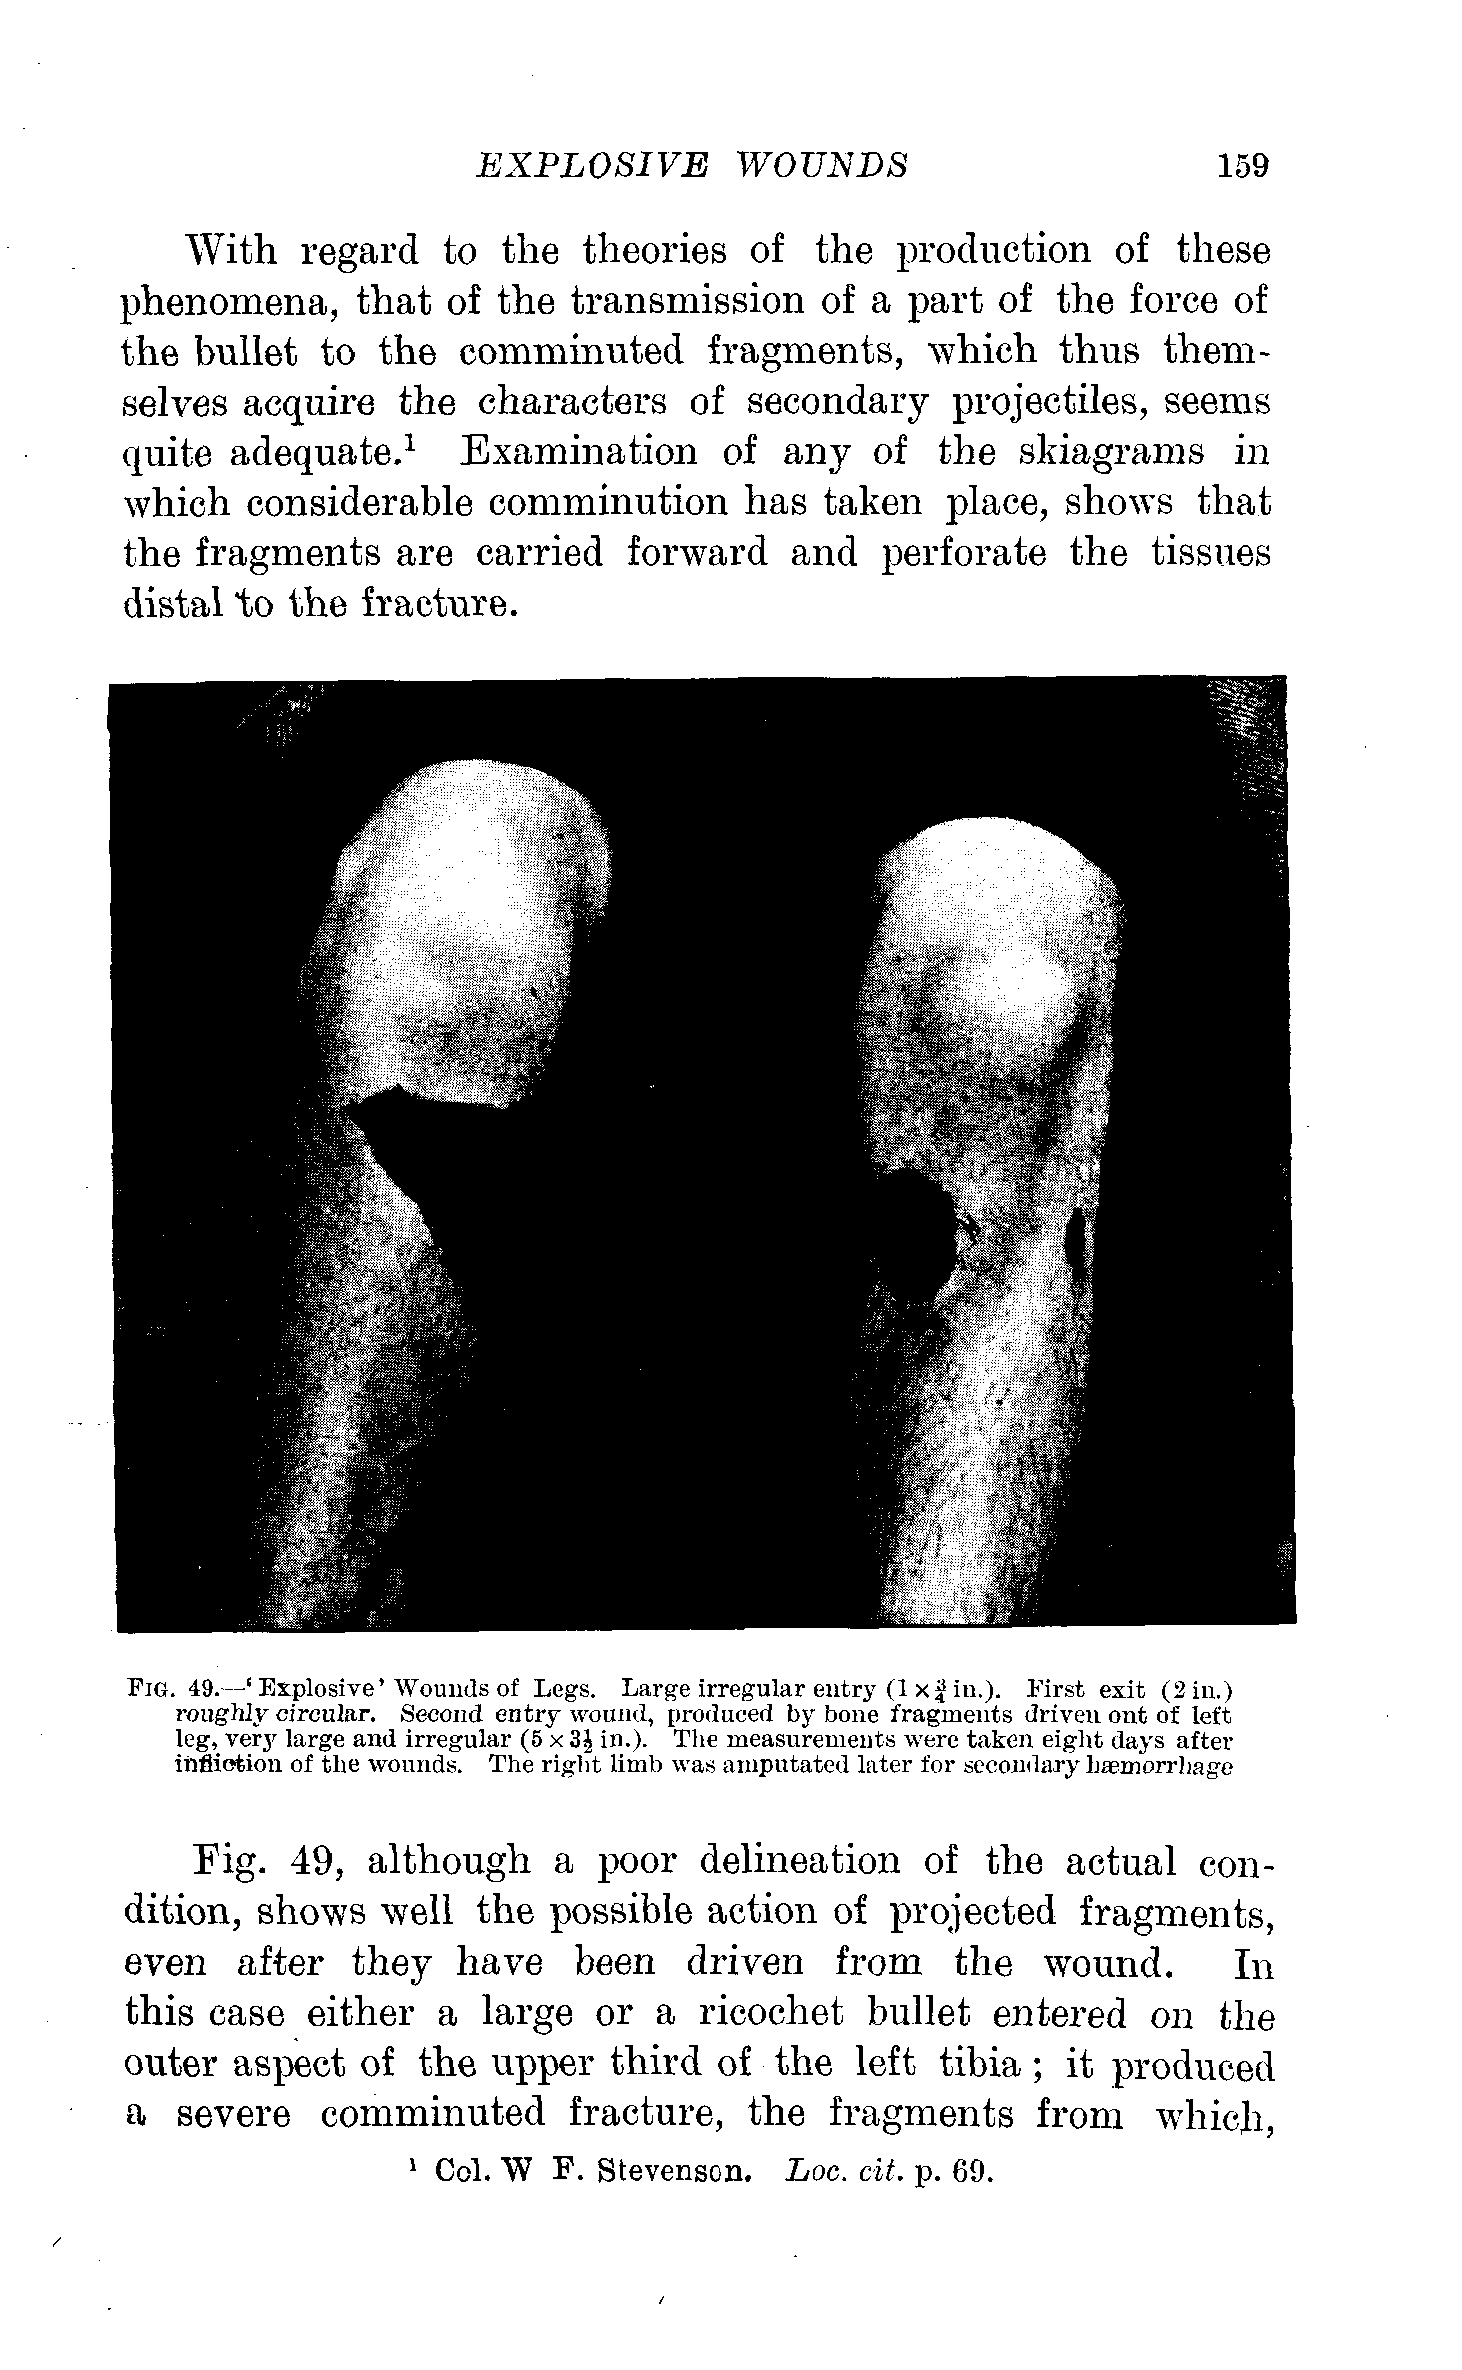 EXPLOSIVE WOUNDS 159
With regard to the theories of the production of these
phenomena, that of the transmission of a part of the force of
the bullet to the comminuted fragments, which thus them-
selves acquire the characters of secondary projectiles, seems
quite adequate.¹ Examination of any of the skiagrams in
which considerable comminution has taken place, shows that
the fragments are carried forward and perforate the tissues
distal to the fracture.
FIG. 49.—‘Explosive’ Wounds of Legs. Large irregular entry (1 × ¾ in.). First exit (2 in.)
roughly circular. Second entry wound, produced by bone fragments driven out of left
leg, very large and irregular (5 × 3½ in.). The measurements were taken eight days after
infliction of the wounds. The right limb was amputated later for secondary hæmorrhage
Fig. 49, although a poor delineation of the actual con-
dition, shows well the possible action of projected fragments,
even after they have been driven from the wound. In
this case either a large or a ricochet bullet entered on the
outer aspect of the upper third of the left tibia; it produced
a severe comminuted fracture, the fragments from which,
¹ Col. W F. Stevenson. Loc. cit. p. 69.